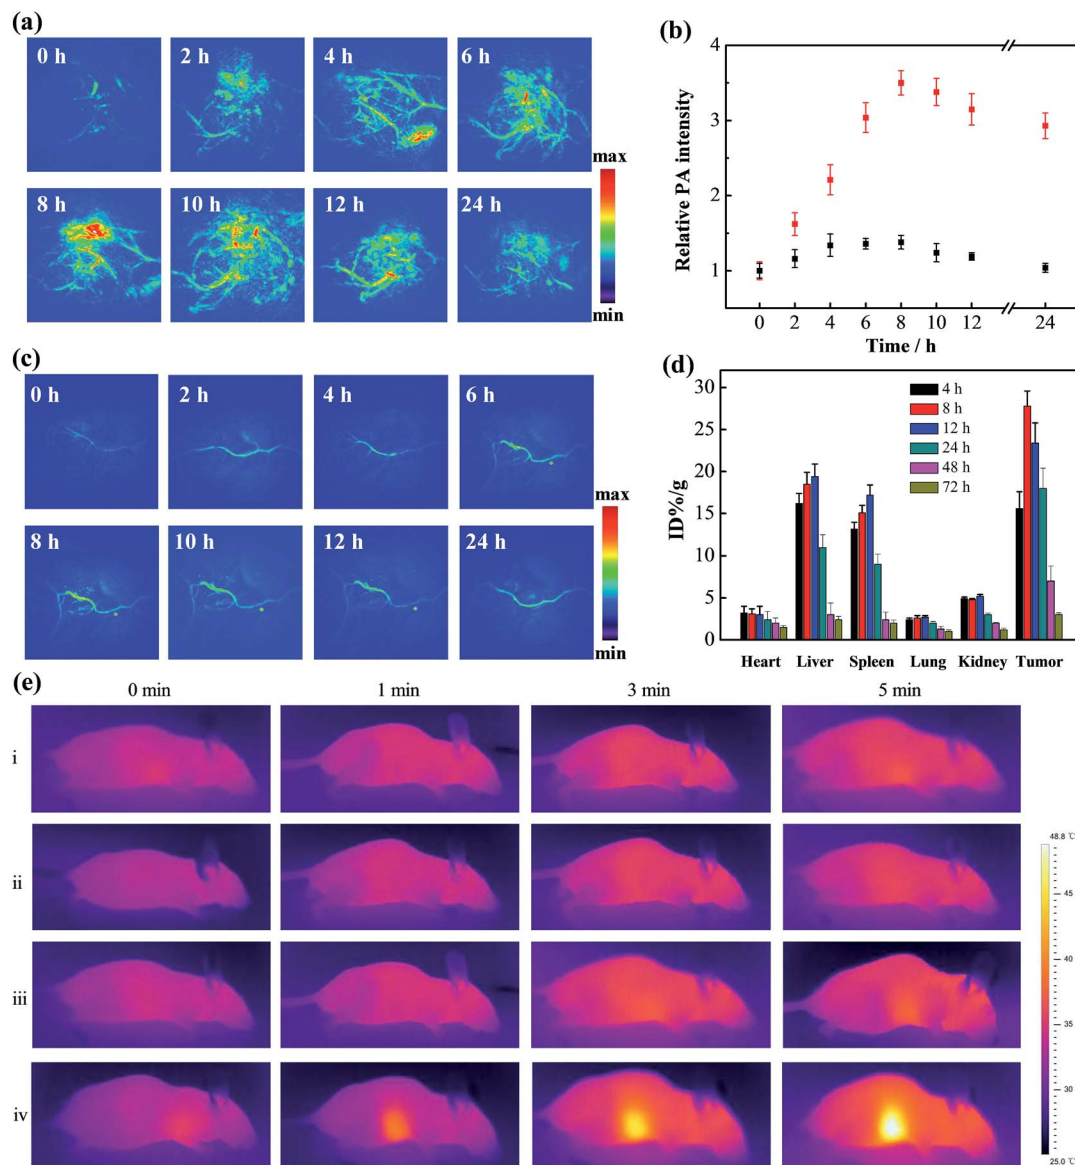 (a)
0 h
2 h
4 h
6 h
8 h
10 h
12 h
24 h
max
min
(b)
4
3
2
1
Relative PA intensity
0 2 4 6 8 10 12 24
Time / h
(c)
0 h
2 h
4 h
6 h
8 h
10 h
12 h
24 h
max
min
(d)
30
25
20
15
10
5
0
ID%/g
4 h
8 h
12 h
24 h
48 h
72 h
Heart Liver Spleen Lung Kidney Tumor
(e)
0 min 1 min 3 min 5 min
i
ii
iii
iv
48.8 ℃
45
40
35
30
25.0 ℃